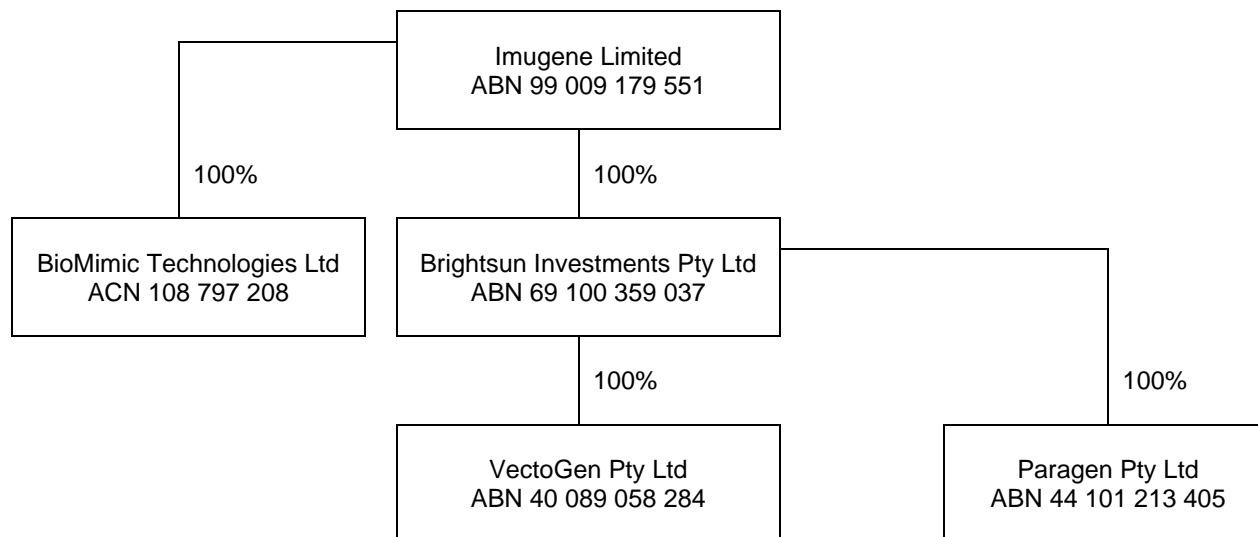 Imugene Limited
ABN 99 009 179 551
100%
100%
BioMimic Technologies Ltd
ACN 108 797 208
Brightsun Investments Pty Ltd
ABN 69 100 359 037
100%
100%
VectoGen Pty Ltd
ABN 40 089 058 284
Paragen Pty Ltd
ABN 44 101 213 405